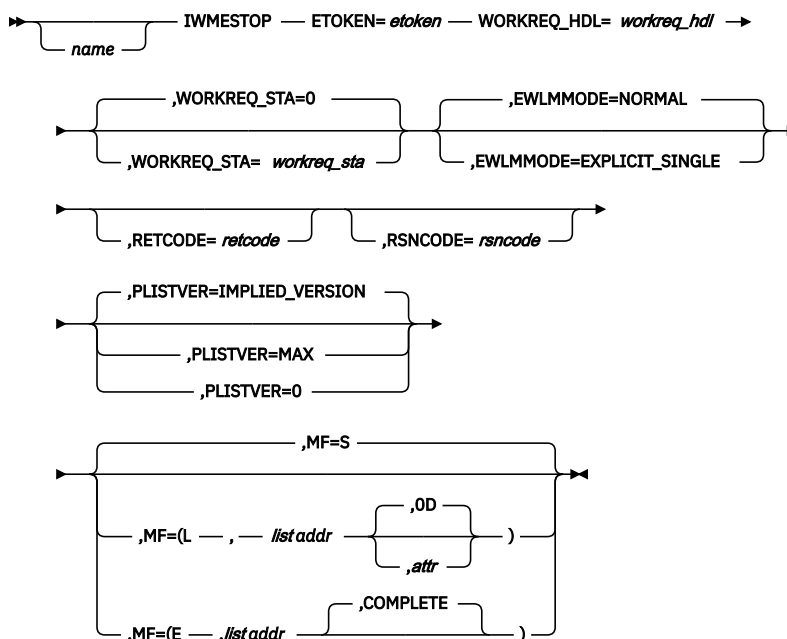 IWMESTOP ETOKEN= etoken WORKREQ_HDL= workreq_hdl
name
,WORKREQ_STA=0 ,EWLMMODE=NORMAL
,WORKREQ_STA= workreq_sta ,EWLMMODE=EXPLICIT_SINGLE
,RETCODE= retcode ,RSNCODE= rsncode
,PLISTVER=IMPLIED_VERSION
,PLISTVER=MAX
,PLISTVER=0
,MF=S
,0D
,MF=(L , list addr )
,attr
,COMPLETE
,MF=(E ,list addr )